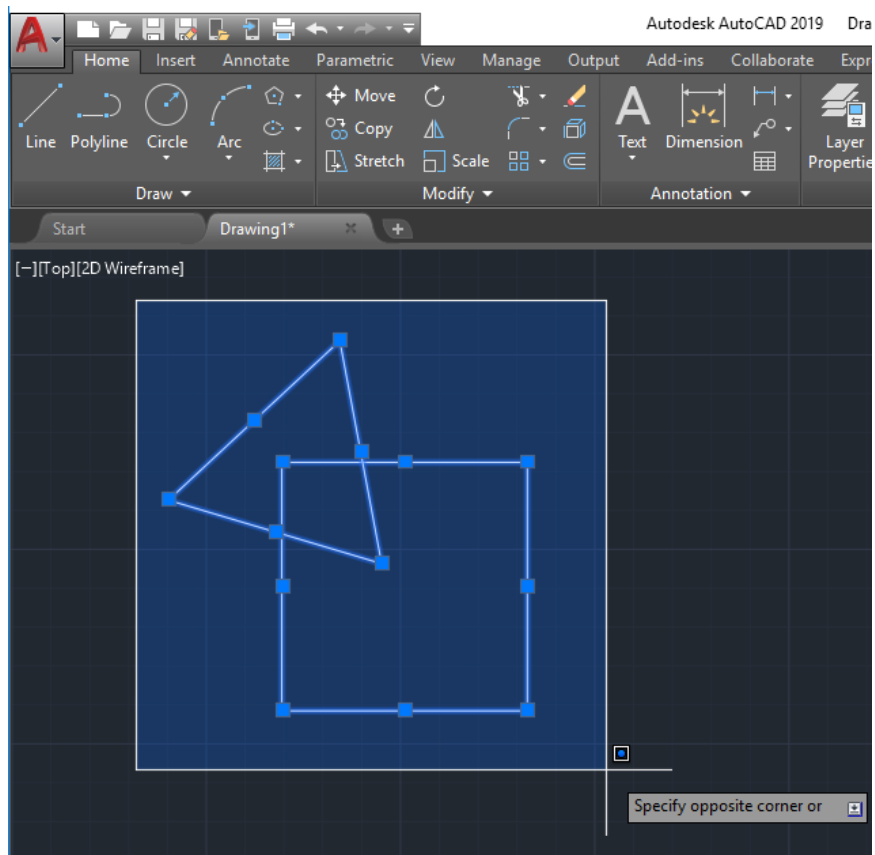 Autodesk AutoCAD 2019 Dra
Home Insert Annotate Parametric View Manage Output Add-ins Collaborate Expr
Line Polyline Circle Arc
Move
Copy
Stretch Scale
Text Dimension
Layer
Propertie
Draw Modify Annotation
Start Drawing1*
[−][Top][2D Wireframe]
Specify opposite corner or